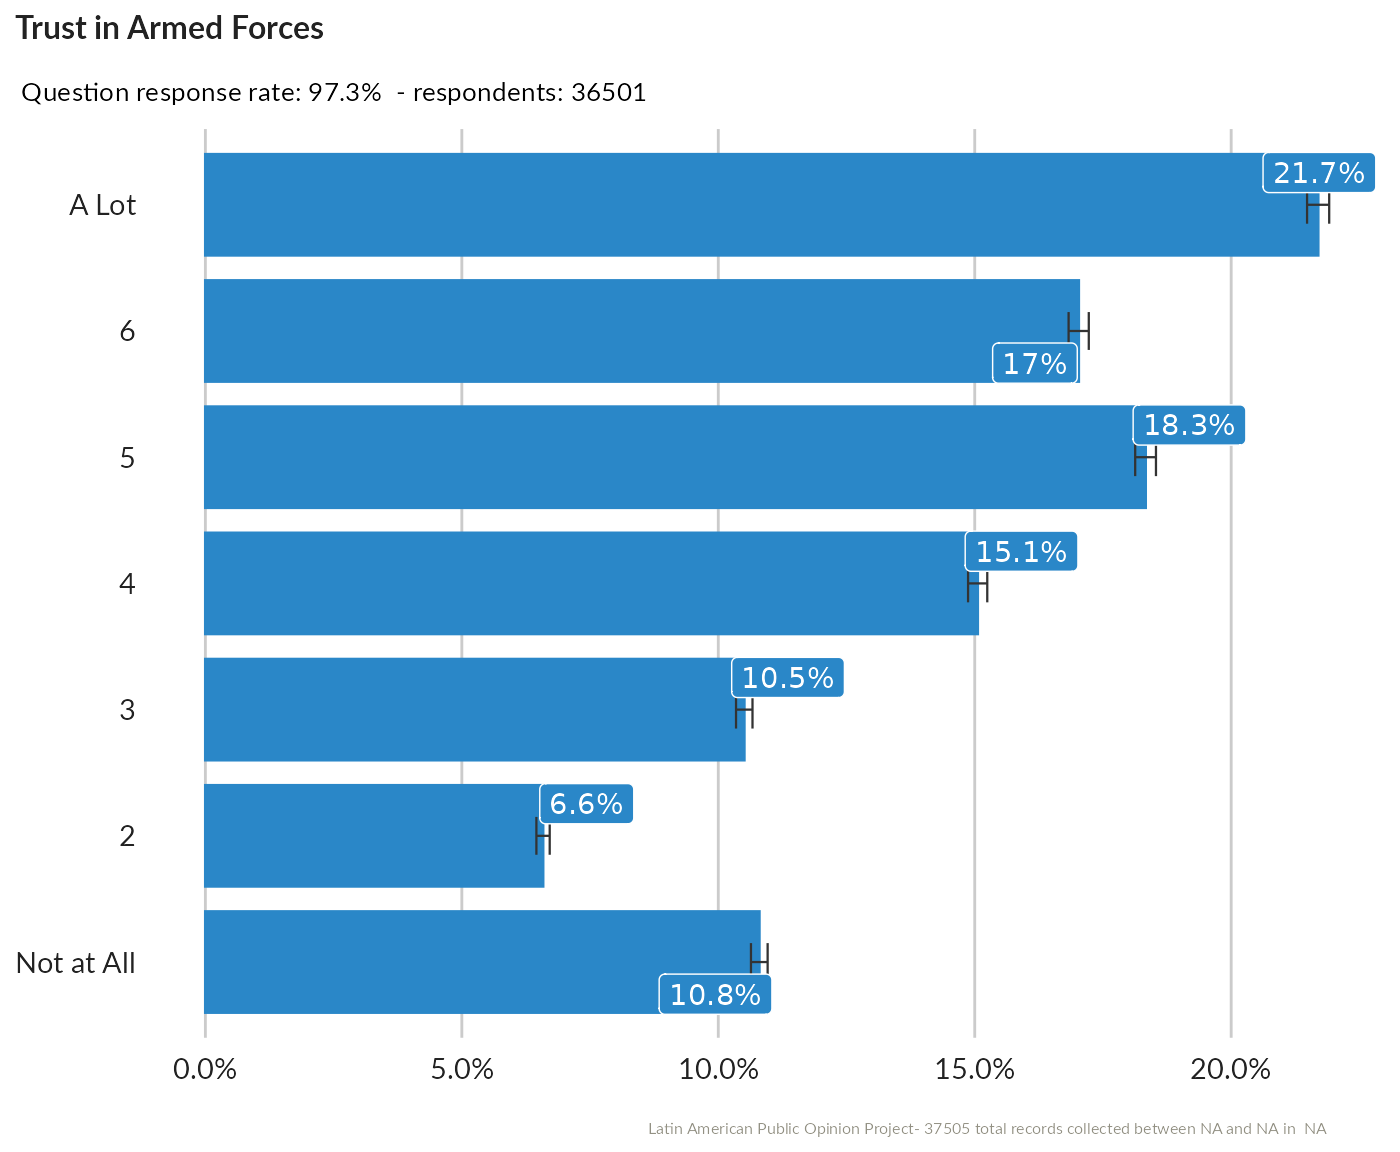 Trust in Armed Forces
Question response rate: 97.3%  - respondents: 36501
A Lot
21.7%
6
17%
5
18.3%
4
15.1%
3
10.5%
2
6.6%
Not at All
10.8%
0.0% 5.0% 10.0% 15.0% 20.0%
Latin American Public Opinion Project- 37505 total records collected between NA and NA in  NA